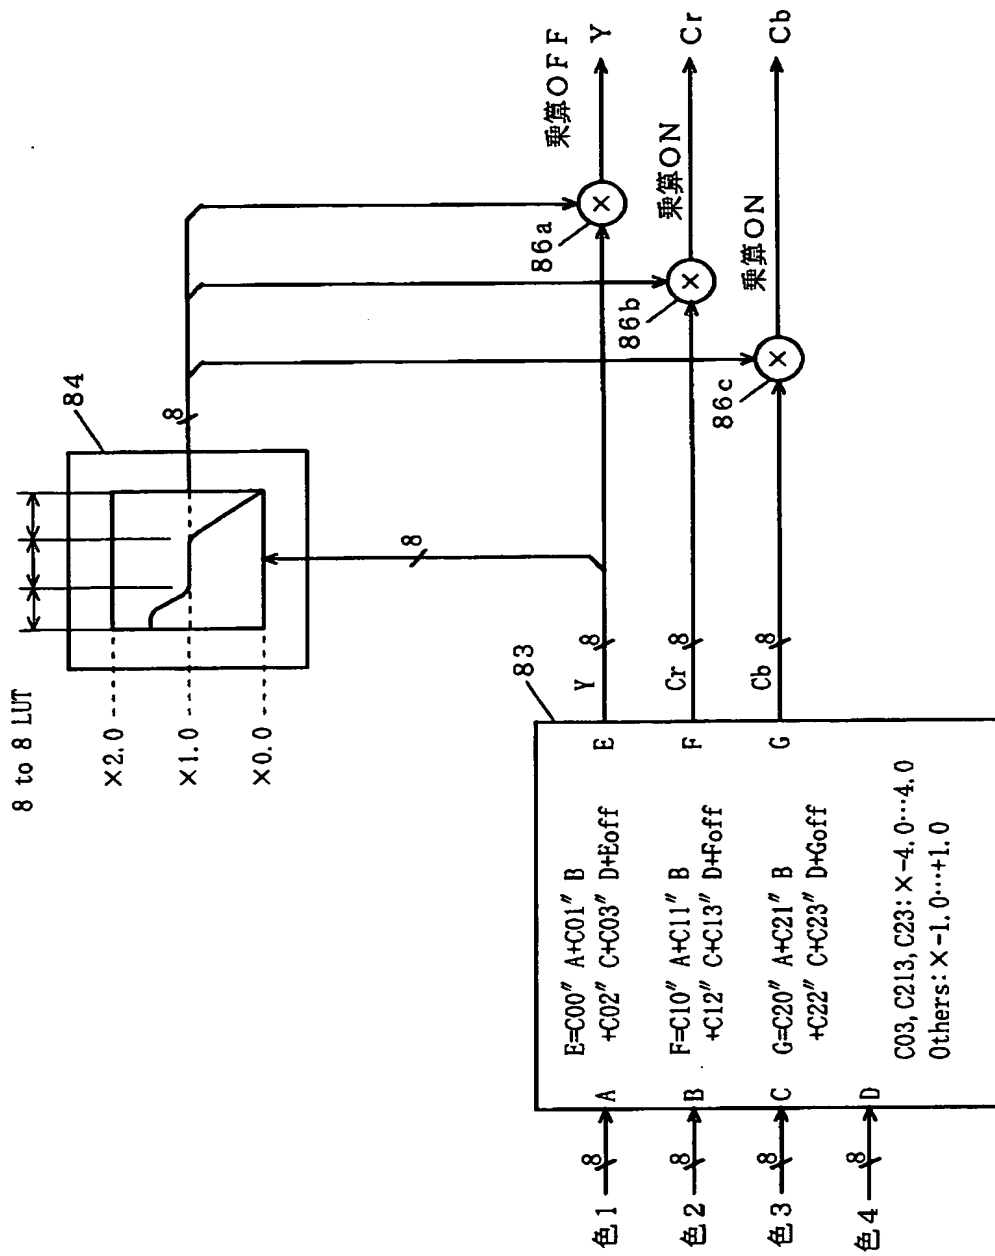 8 to 8 LUT
×2.0
×1.0
×0.0
84
8
8
乗算OFF
Y
乗算ON
Cr
乗算ON
Cb
86a
86b
86c
83
色1
8
A
色2
8
B
色3
8
C
色4
8
D
E=C00" A+C01" B
+C02" C+C03" D+Eoff
F=C10" A+C11" B
+C12" C+C13" D+Foff
G=C20" A+C21" B
+C22" C+C23" D+Goff
C03, C213, C23: ×-4.0…4.0
Others: ×-1.0…+1.0
E
Y
8
F
Cr
8
G
Cb
8